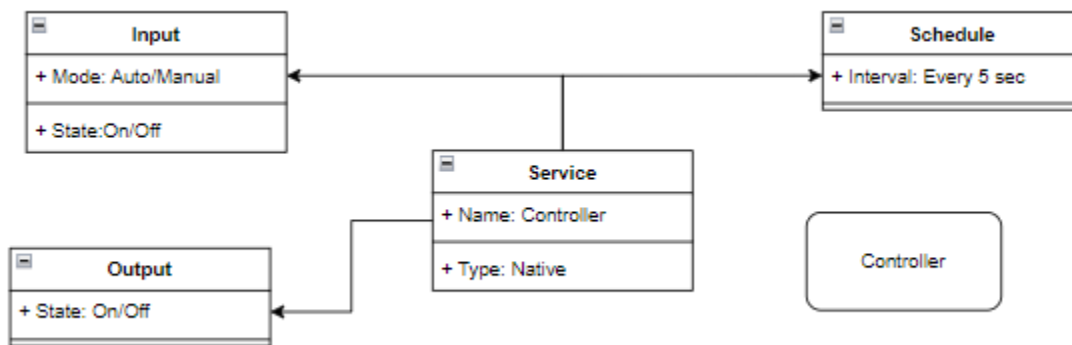 Input
+ Mode: Auto/Manual
+ State:On/Off
Schedule
+ Interval: Every 5 sec
Service
+ Name: Controller
+ Type: Native
Controller
Output
+ State: On/Off